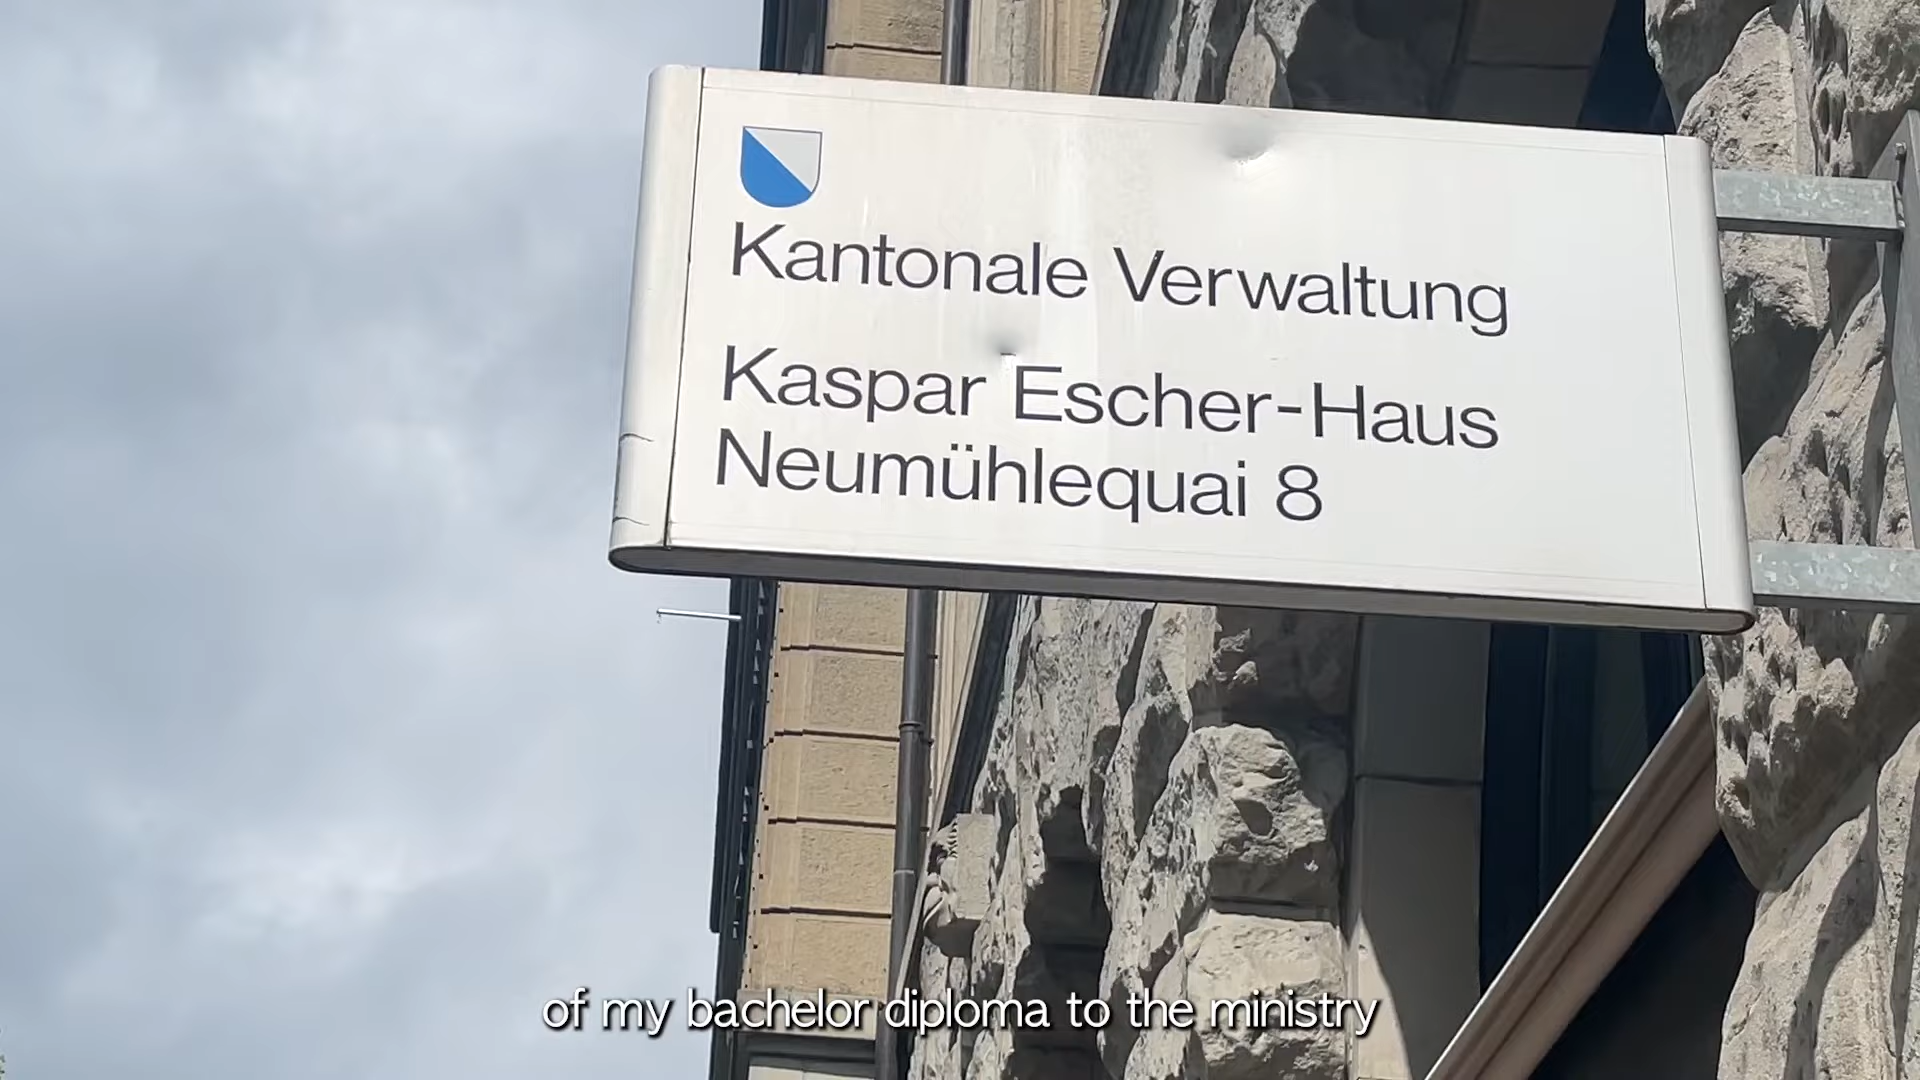 Kantonale Verwaltung
Kaspar Escher-Haus
Neumühlequai 8
of my bachelor diploma to the ministry